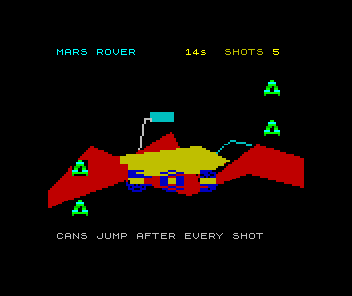 MARS ROVER 14s SHOTS 5
CANS JUMP AFTER EVERY SHOT